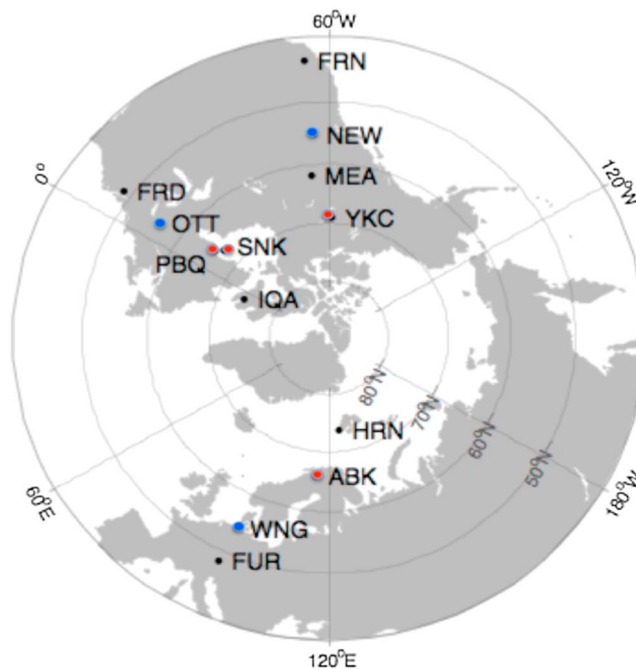 60°W
FRN
NEW
120°W
MEA
0°
FRD
YKC
OTT
SNK
PBQ
IQA
80°N
70°N
HRN
60°N
50°N
ABK
60°E
180°W
WNG
FUR
120°E